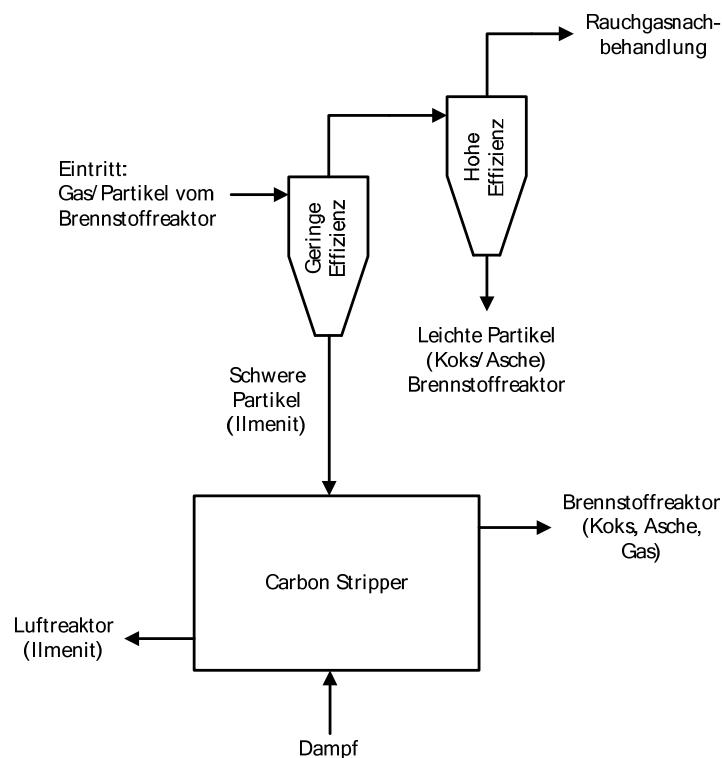 Rauchgasnach-
behandlung
Hohe
Effizienz
Eintritt:
Gas/Partikel vom
Brennstoffreaktor
Geringe
Effizienz
Leichte Partikel
(Koks/Asche)
Brennstoffreaktor
Schwere
Partikel
(Ilmenit)
Brennstoffreaktor
(Koks, Asche,
Gas)
Carbon Stripper
Luftreaktor
(Ilmenit)
Dampf